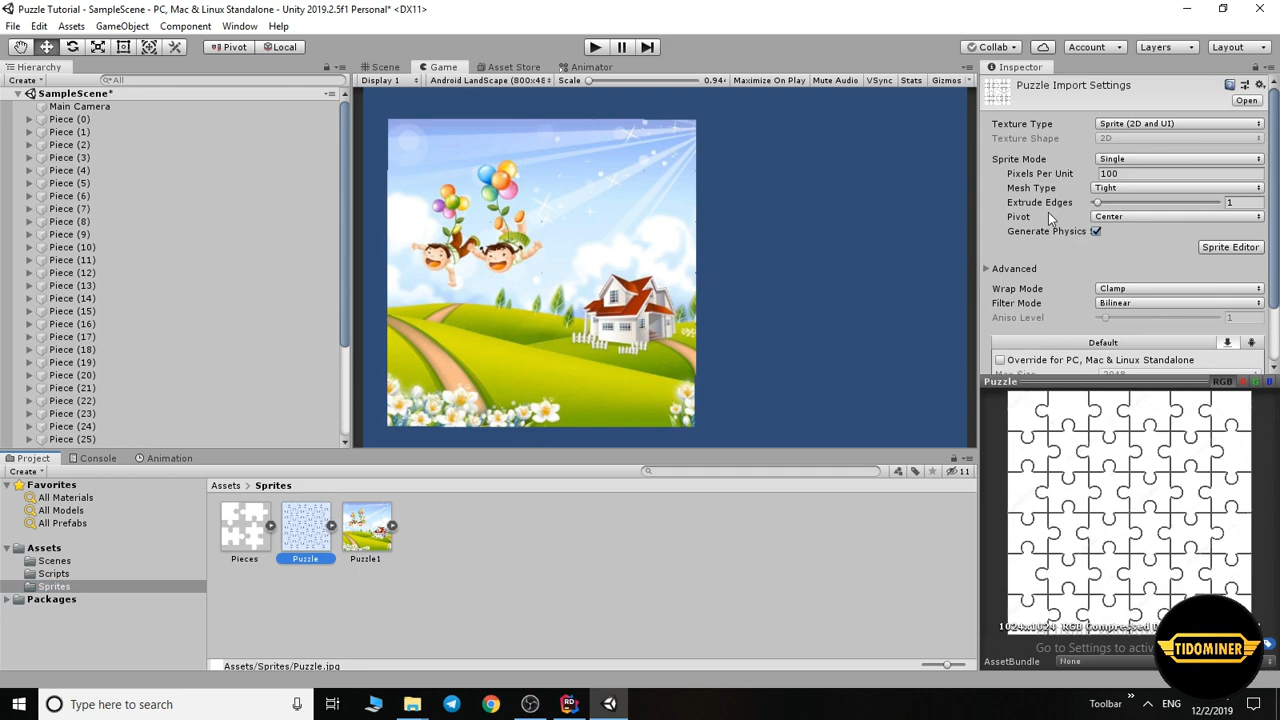 Puzzle Tutorial - SampleScene - PC, Mac & Linux Standalone - Unity 2019.2.5f1 Personal* <DX11>
File Edit Assets GameObject Component Window Help
Pivot Local Collab Account Layers Layout
Hierarchy Scene Game Asset Store Animator Inspector
Create All Display 1 Android LandScape (800x48 Scale 0.94 Maximize On Play Mute Audio VSync Stats Gizmos
Puzzle Import Settings
Open
SampleScene*
Main Camera
Piece (0)
Piece (1)
Piece (2)
Piece (3)
Piece (4)
Piece (5)
Piece (6)
Piece (7)
Piece (8)
Piece (9)
Piece (10)
Piece (11)
Piece (12)
Piece (13)
Piece (14)
Piece (15)
Piece (16)
Piece (17)
Piece (18)
Piece (19)
Piece (20)
Piece (21)
Piece (22)
Piece (23)
Piece (24)
Piece (25)
Texture Type Sprite (2D and UI)
Texture Shape 2D
Sprite Mode Single
Pixels Per Unit 100
Mesh Type Tight
Extrude Edges 1
Pivot Center
Generate Physics
Sprite Editor
Advanced
Wrap Mode Clamp
Filter Mode Bilinear
Aniso Level 1
Default
Override for PC, Mac & Linux Standalone
Puzzle RGB R G B
Project Console Animation
Create 11
Favorites
All Materials
All Models
All Prefabs
Assets
Scenes
Scripts
Sprites
Packages
Assets > Sprites
Pieces Puzzle Puzzle1
Assets/Sprites/Puzzle.jpg
1024x1024 RGB Compressed D
Go to Settings to activ
AssetBundle None
TIDOMINER
Type here to search
Toolbar ENG 12/2/2019